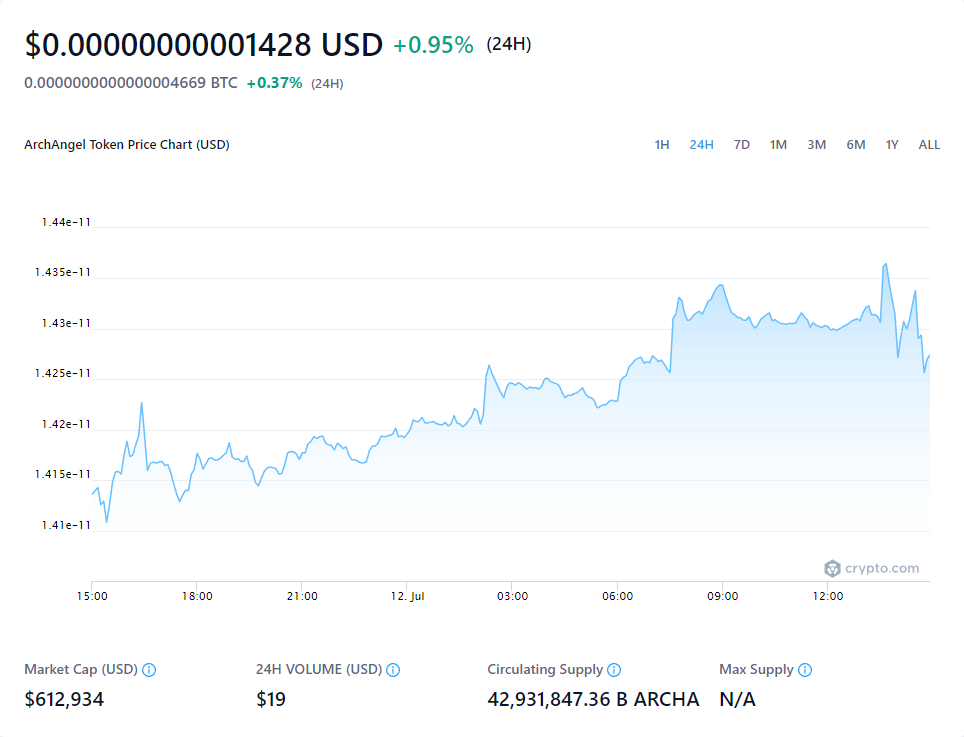 $0.00000000001428 USD +0.95% (24H)
0.0000000000000004669 BTC +0.37% (24H)
ArchAngel Token Price Chart (USD) 1H 24H 7D 1M 3M 6M 1Y ALL
1.44e-11
1.435e-11
1.43e-11
1.425e-11
1.42e-11
1.415e-11
1.41e-11
crypto.com
15:00 18:00 21:00 12. Jul 03:00 06:00 09:00 12:00
Market Cap (USD) 24H VOLUME (USD) Circulating Supply Max Supply
$612,934 $19 42,931,847.36 B ARCHA N/A